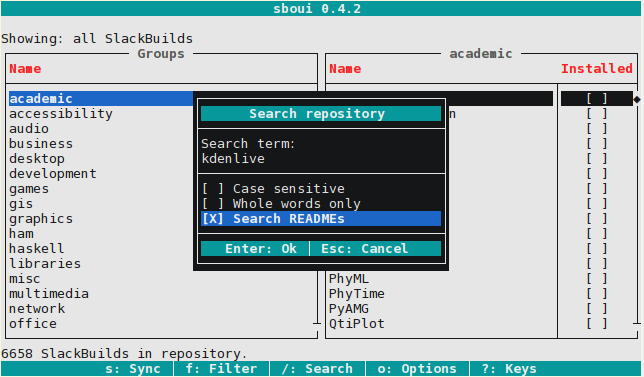 sboui 0.4.2
Showing: all SlackBuilds
Groups
academic
Name
Name Installed
academic [ ]
accessibility n [ ]
audio [ ]
business [ ]
desktop [ ]
development [ ]
games [ ]
gis [ ]
graphics [ ]
ham [ ]
haskell [ ]
libraries [ ]
misc PhyML [ ]
multimedia PhyTime [ ]
network PyAMG [ ]
office QtiPlot [ ]
Search repository
Search term:
kdenlive
[ ] Case sensitive
[ ] Whole words only
[X] Search READMEs
Enter: Ok Esc: Cancel
6658 SlackBuilds in repository.
s: Sync f: Filter /: Search o: Options ?: Keys